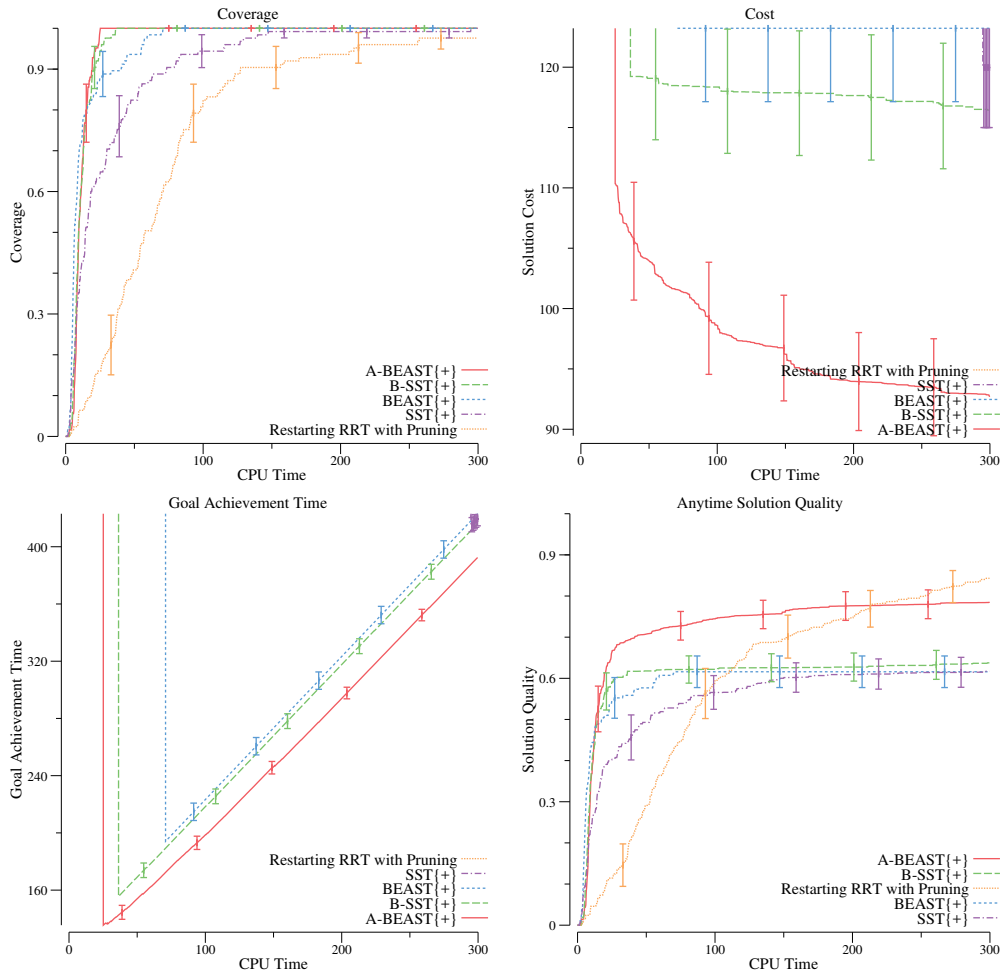 Coverage
Coverage
0.9
0.6
0.3
0
A-BEAST{+}
B-SST{+}
BEAST{+}
SST{+}
Restarting RRT with Pruning
0
100
200
300
CPU Time
Cost
Solution Cost
120
110
100
90
Restarting RRT with Pruning
SST{+}
BEAST{+}
B-SST{+}
A-BEAST{+}
0
100
200
300
CPU Time
Goal Achievement Time
Goal Achievement Time
400
320
240
160
Restarting RRT with Pruning
SST{+}
BEAST{+}
B-SST{+}
A-BEAST{+}
0
100
200
300
CPU Time
Anytime Solution Quality
Solution Quality
0.9
0.6
0.3
0
A-BEAST{+}
B-SST{+}
Restarting RRT with Pruning
BEAST{+}
SST{+}
0
100
200
300
CPU Time